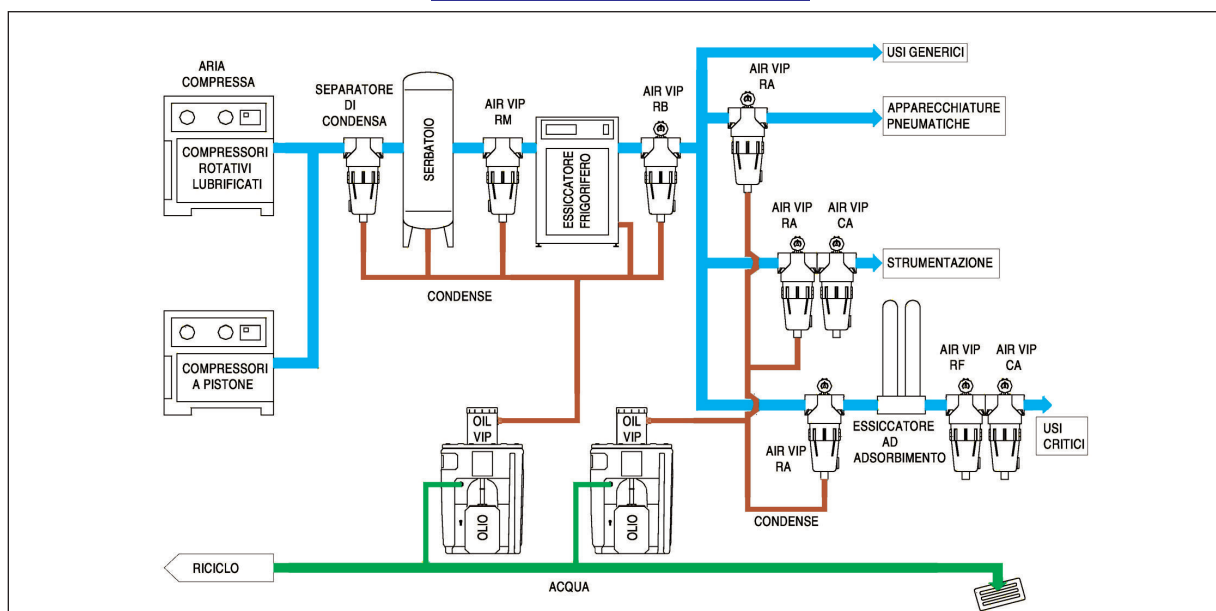 ARIA
COMPRESSA
COMPRESSORI
ROTATIVI
LUBRIFICATI
SEPARATORE
DI
CONDENSA
SERBATOIO
AIR VIP
RM
ESSICCATORE
FRIGORIFERO
AIR VIP
RB
AIR VIP
RA
USI GENERICI
APPARECCHIATURE
PNEUMATICHE
AIR VIP
RA
AIR VIP
CA
STRUMENTAZIONE
CONDENSE
COMPRESSORI
A PISTONE
AIR VIP
RF
AIR VIP
CA
OIL
VIP
OLIO
OIL
VIP
OLIO
AIR VIP
RA
ESSICCATORE
AD
ADSORBIMENTO
USI
CRITICI
CONDENSE
RICICLO
ACQUA